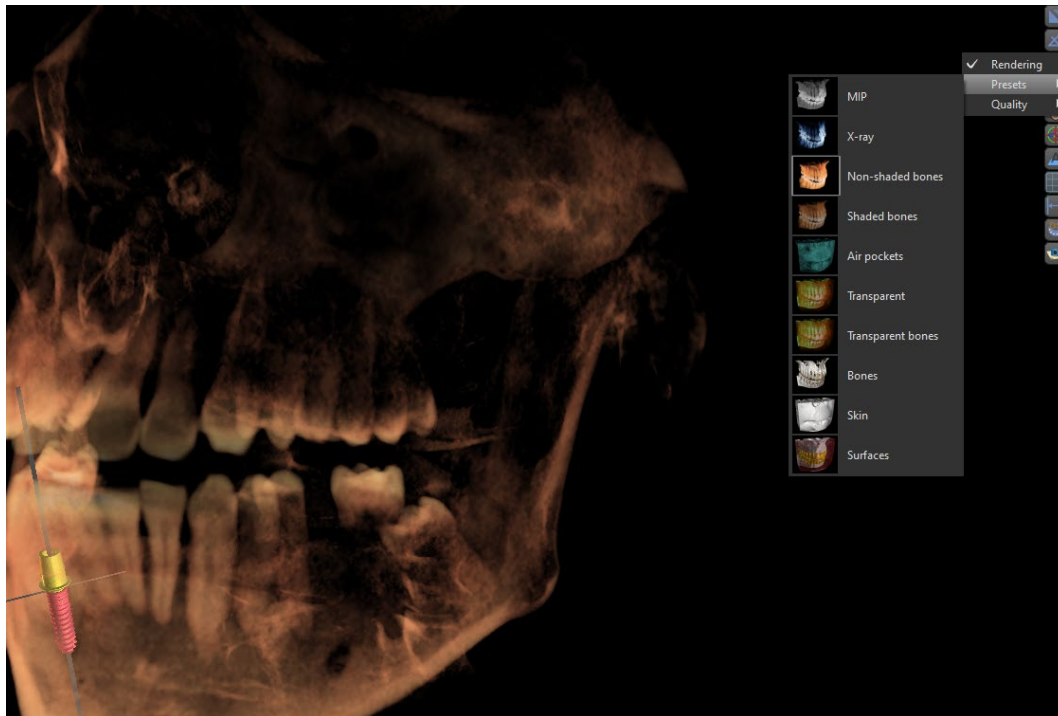 Rendering
Presets
Quality
MIP
X-ray
Non-shaded bones
Shaded bones
Air pockets
Transparent
Transparent bones
Bones
Skin
Surfaces